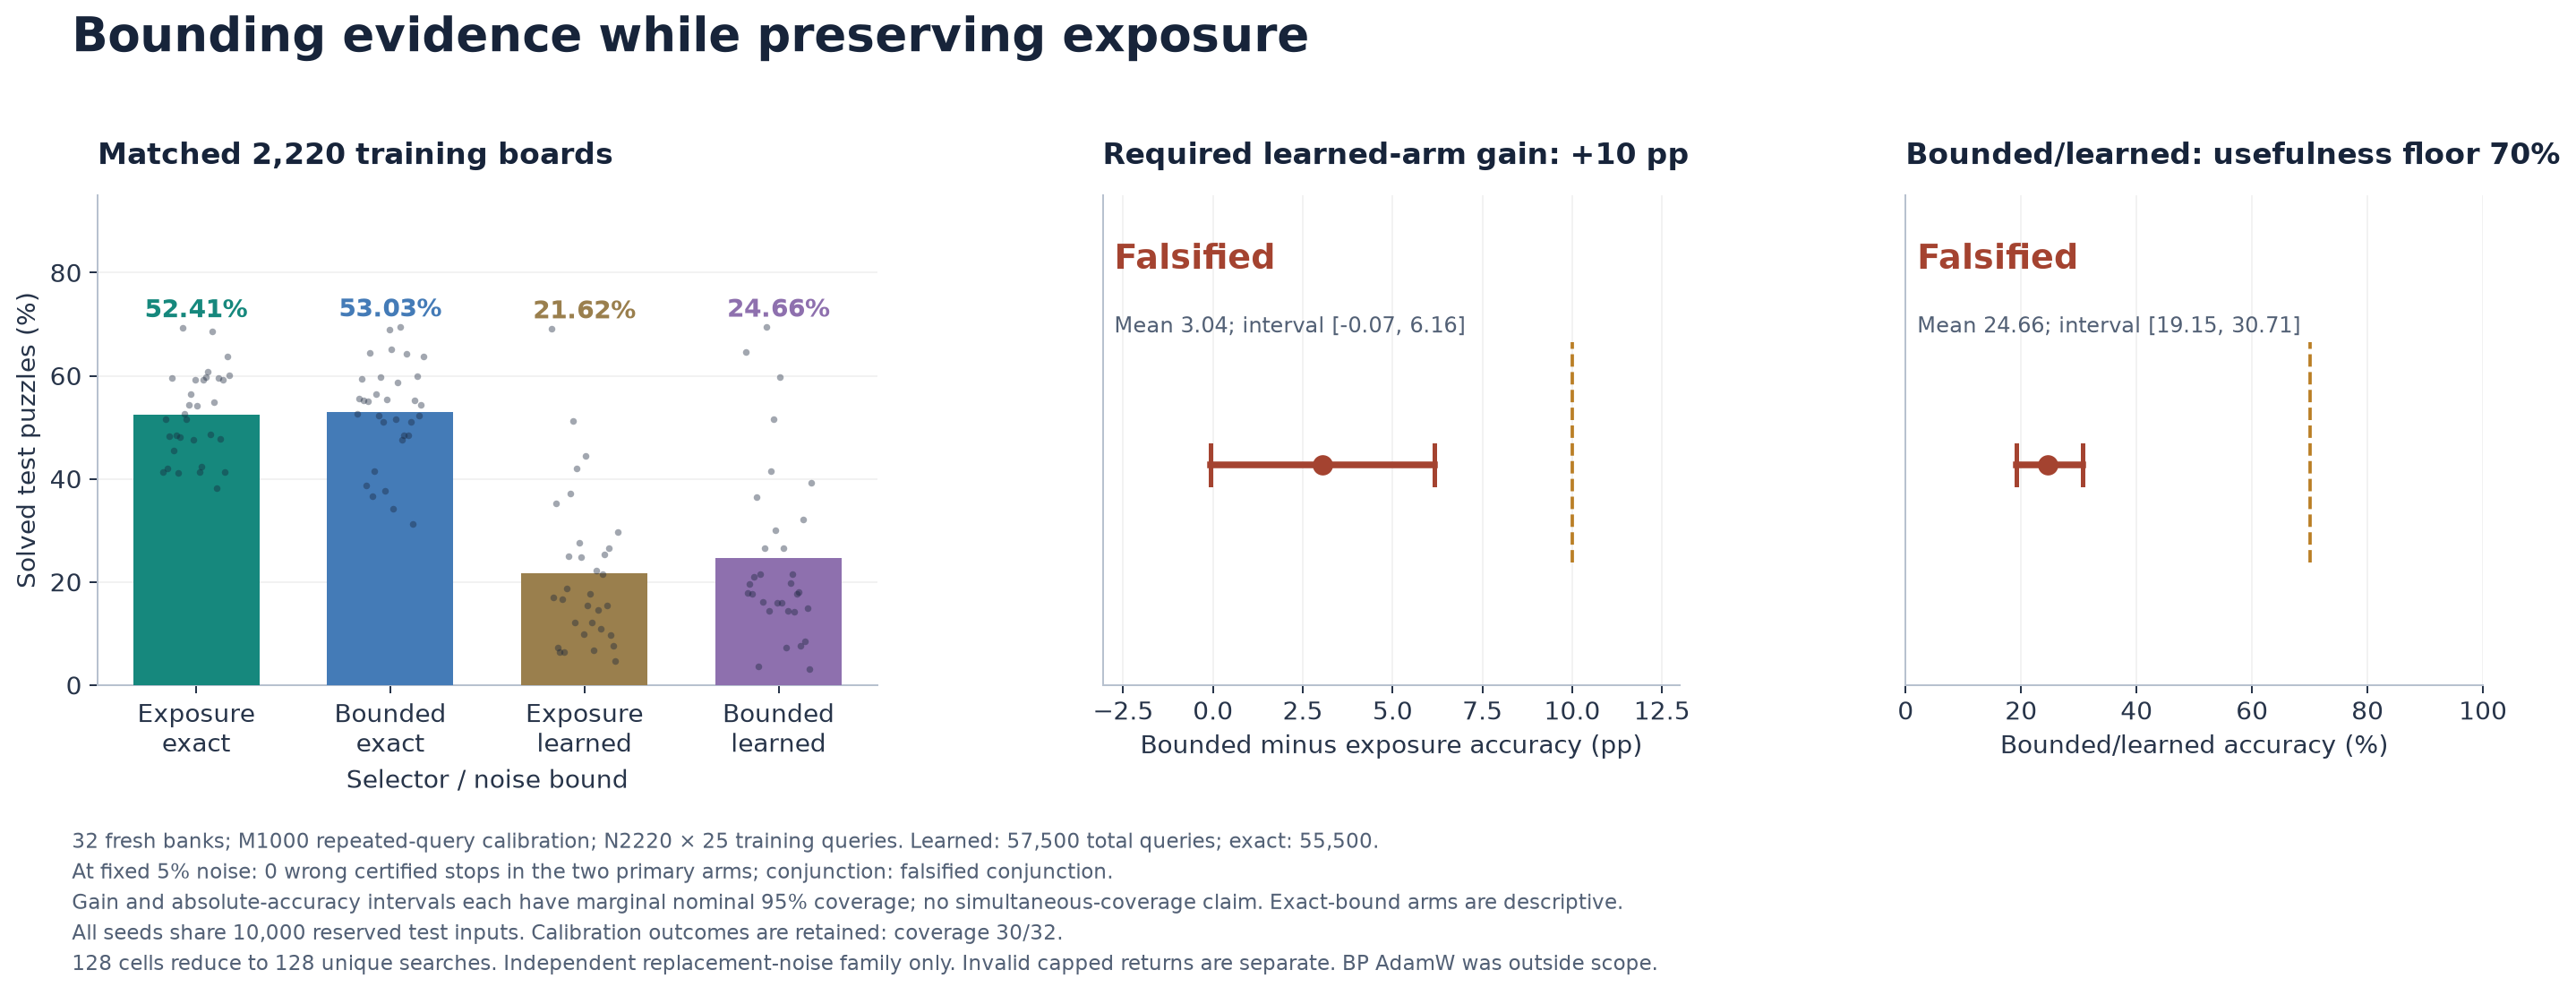 Bounding evidence while preserving exposure
Matched 2,220 training boards
Solved test puzzles (%)
80
60
40
20
0
52.41%
53.03%
21.62%
24.66%
Exposure
exact
Bounded
exact
Exposure
learned
Bounded
learned
Selector / noise bound
Required learned-arm gain: +10 pp
Falsified
Mean 3.04; interval [-0.07, 6.16]
−2.5
0.0
2.5
5.0
7.5
10.0
12.5
Bounded minus exposure accuracy (pp)
Bounded/learned: usefulness floor 70%
Falsified
Mean 24.66; interval [19.15, 30.71]
0
20
40
60
80
100
Bounded/learned accuracy (%)
32 fresh banks; M1000 repeated-query calibration; N2220 × 25 training queries. Learned: 57,500 total queries; exact: 55,500.
At fixed 5% noise: 0 wrong certified stops in the two primary arms; conjunction: falsified conjunction.
Gain and absolute-accuracy intervals each have marginal nominal 95% coverage; no simultaneous-coverage claim. Exact-bound arms are descriptive.
All seeds share 10,000 reserved test inputs. Calibration outcomes are retained: coverage 30/32.
128 cells reduce to 128 unique searches. Independent replacement-noise family only. Invalid capped returns are separate. BP AdamW was outside scope.